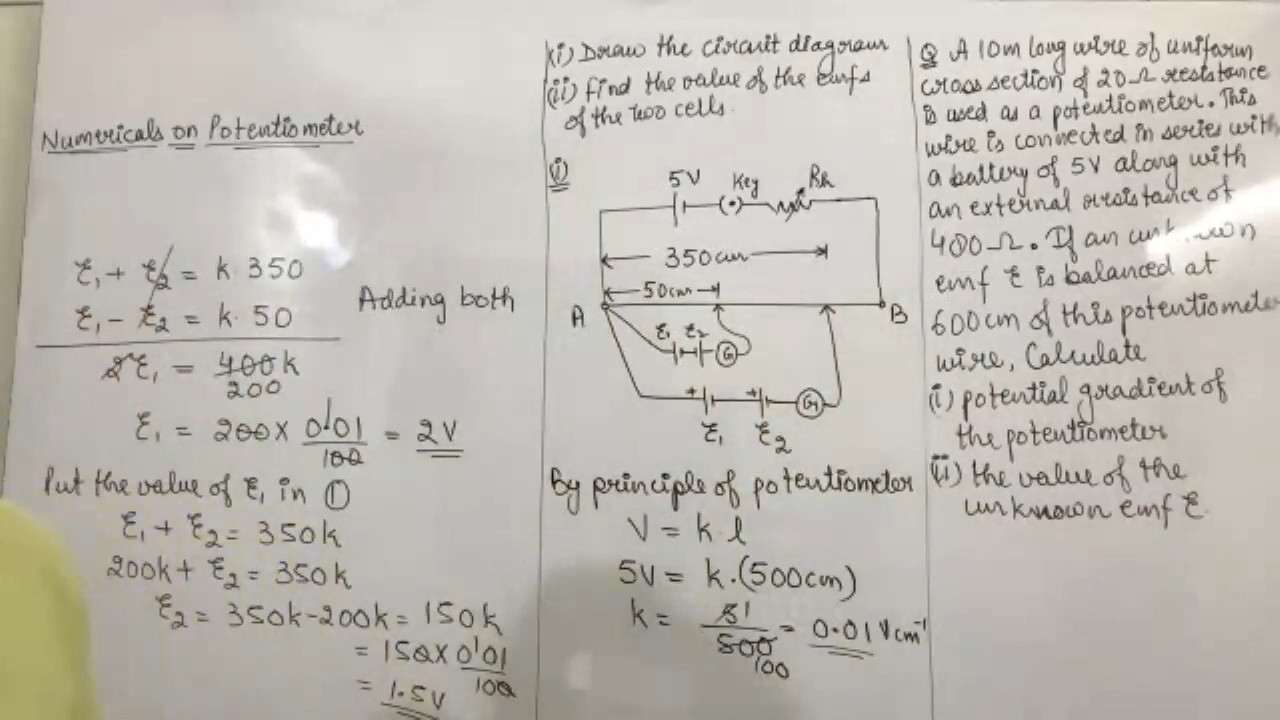 Numericals on Potentiometer
ε₁ + ε₂ = k. 350
ε₁ - ε₂ = k. 50
Adding both
2ε₁ = 400k
200
ε₁ = 200 x 0.01 = 2V
100
Put the value of ε₁ in ①
ε₁ + ε₂ = 350k
200k + ε₂ = 350k
ε₂ = 350k - 200k = 150k
= 150 x 0.01
100
= 1.5V
(i) Draw the circuit diagram
(ii) find the value of the emfs
of the two cells.
(i)
5V Key Rh
350cm
50cm
A B
ε₁ ε₂ G
+ + G
ε₁ ε₂
By principle of potentiometer
V = k.l
5V = k.(500cm)
k = 51 = 0.01 Vcm⁻¹
500
100
Q A 10m long wire of uniform
cross section of 20Ω resistance
is used as a potentiometer. This
wire is connected in series with
a battery of 5V along with
an external resistance of
480Ω. If an
emf ε is balanced at
600cm of this potentiometer
wire, Calculate
(i) potential gradient of
the potentiometer
(ii) the value of the
unknown emf ε.